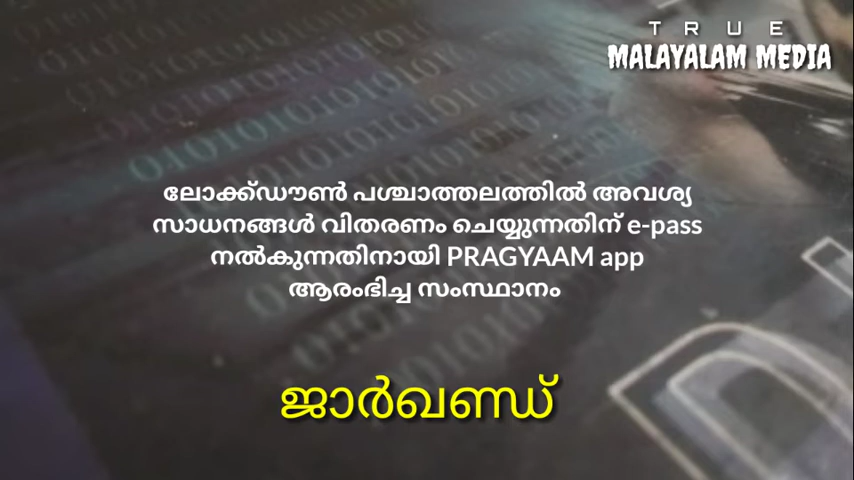 TRUE
MALAYALAM MEDIA
ലോക്ക്ഡൗൺ പശ്ചാത്തലത്തിൽ അവശ്യ
സാധനങ്ങൾ വിതരണം ചെയ്യുന്നതിന് e-pass
നൽകുന്നതിനായി PRAGYAAM app
ആരംഭിച്ച സംസ്ഥാനം
ജാർഖണ്ഡ്